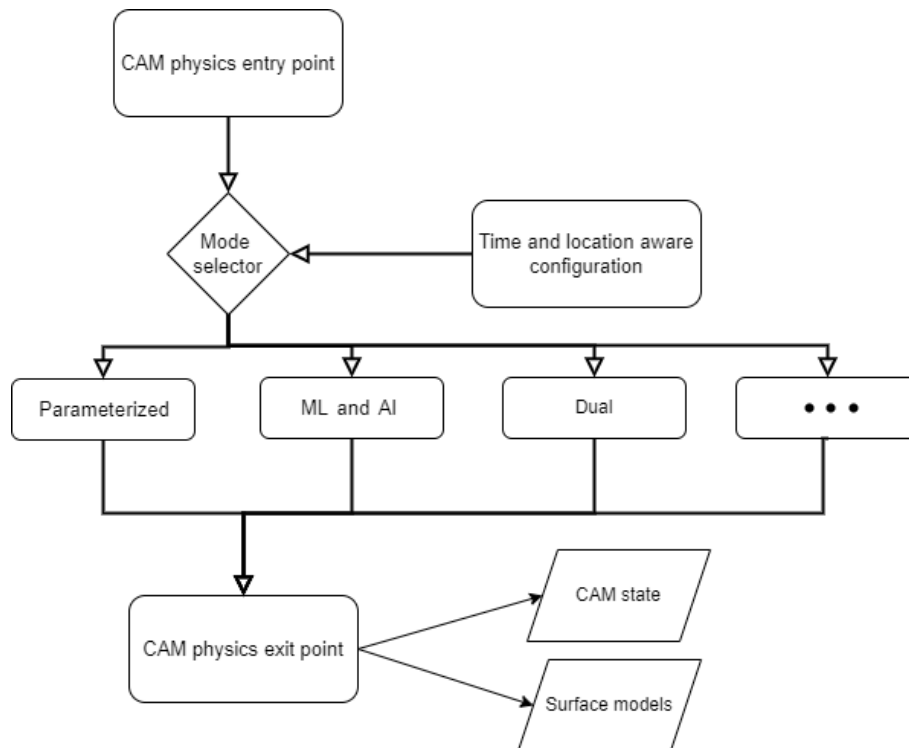 CAM physics entry point
Mode
selector
Time and location aware
configuration
Parameterized
ML and AI
Dual
• • •
CAM physics exit point
CAM state
Surface models